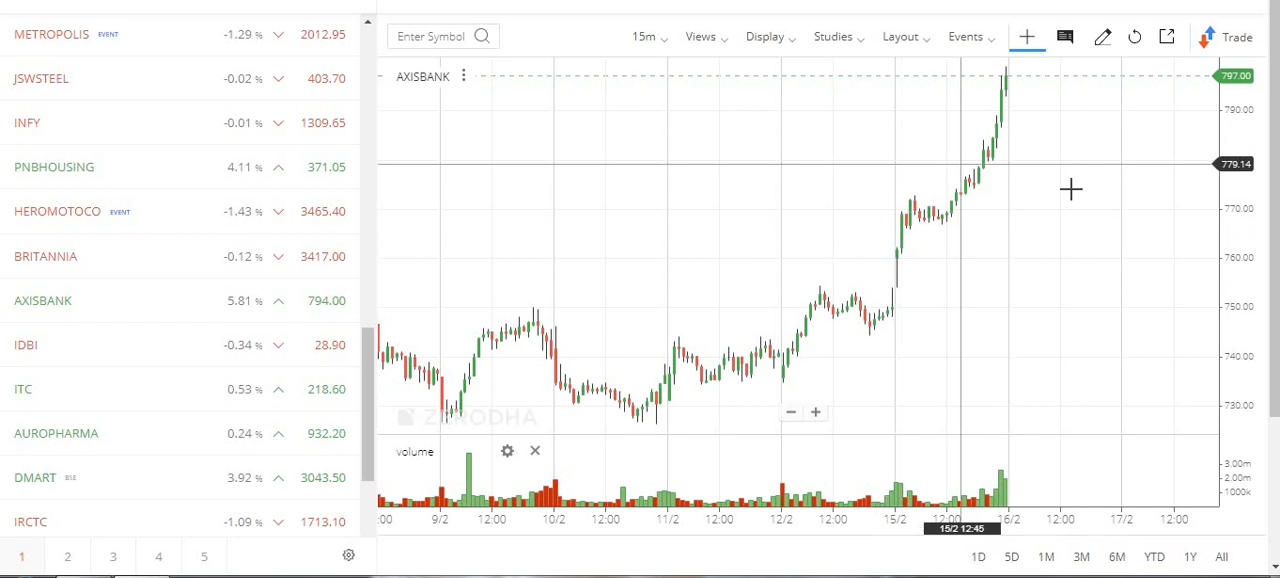 METROPOLIS EVENT -1.29 % 2012.95
JSWSTEEL -0.02 % 403.70
INFY -0.01 % 1309.65
PNBHOUSING 4.11 % 371.05
HEROMOTOCO EVENT -1.43 % 3465.40
BRITANNIA -0.12 % 3417.00
AXISBANK 5.81 % 794.00
IDBI -0.34 % 28.90
ITC 0.53 % 218.60
AUROPHARMA 0.24 % 932.20
DMART BSE 3.92 % 3043.50
IRCTC -1.09 % 1713.10
1 2 3 4 5
Enter Symbol 15m Views Display Studies Layout Events Trade
AXISBANK
797.00
790.00
779.14
770.00
760.00
750.00
740.00
730.00
ZERODHA
volume
3.00m
2.00m
1000k
:00 9/2 12:00 10/2 12:00 11/2 12:00 12/2 12:00 15/2 16/2 12:00 17/2 12:00
15/2 12:45
1D 5D 1M 3M 6M YTD 1Y All